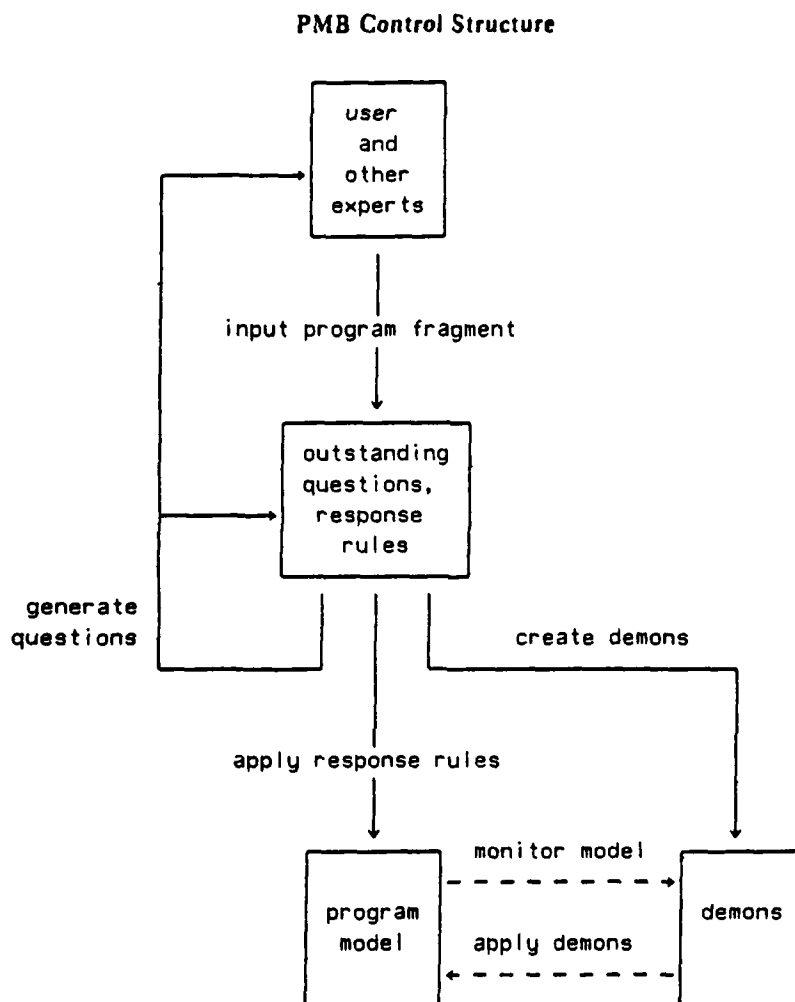 PMB Control Structure
user
and
other
experts
input program fragment
outstanding
questions,
response
rules
generate
questions
create demons
apply response rules
monitor model
program
model
demons
apply demons